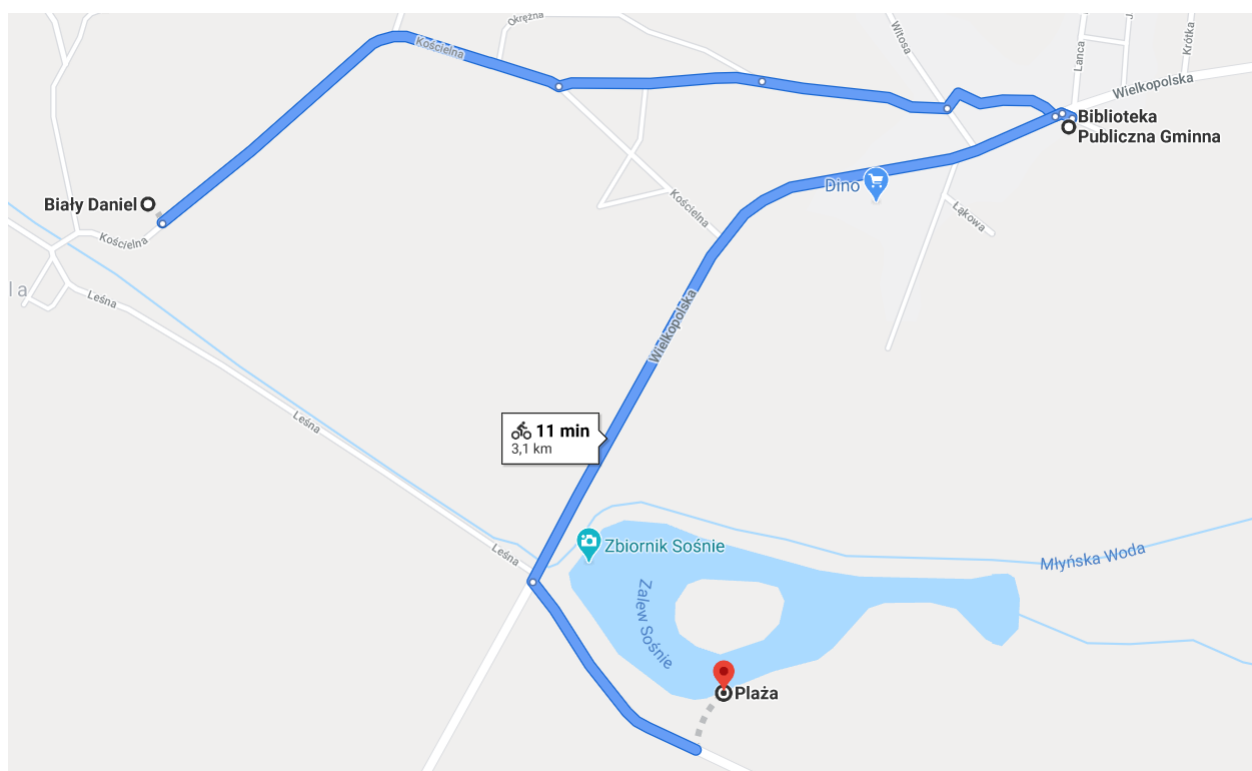 Okrężna
Kościelna
Witosa
Lanca
J
Krótka
Wielkopolska
Biblioteka
Publiczna Gminna
Dino
Biały Daniel
Kościelna
Łąkowa
Kościelna
la
Leśna
Wielkopolska
Leśna
11 min
3,1 km
Leśna
Zbiornik Sośnie
Młyńska Woda
Zalew Sośnie
Plaża